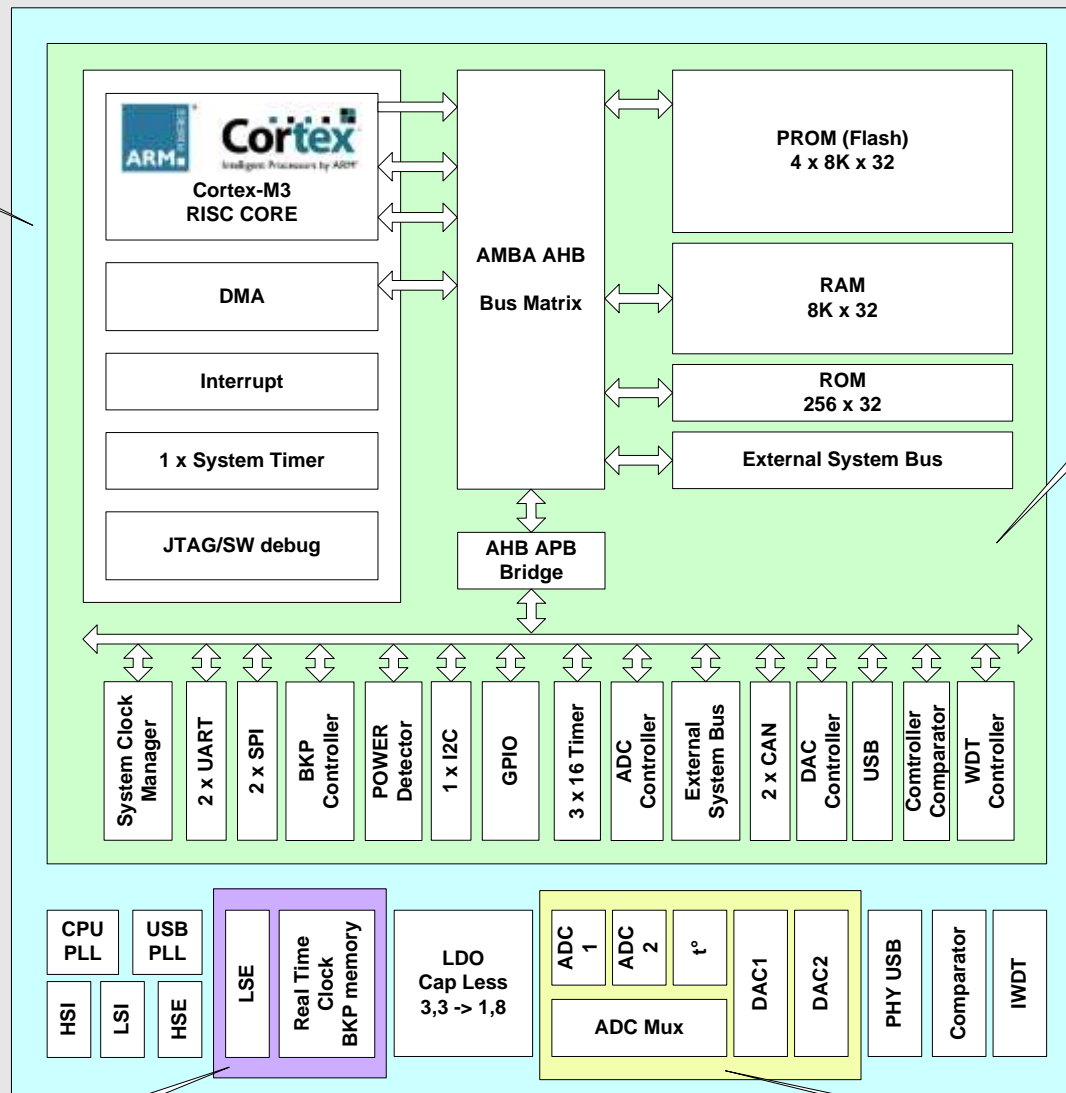 ARM
Cortex
Intelligent Processors by ARM
Cortex-M3
RISC CORE
DMA
Interrupt
1 x System Timer
JTAG/SW debug
AMBA AHB
Bus Matrix
AHB APB
Bridge
PROM (Flash)
4 x 8K x 32
RAM
8K x 32
ROM
256 x 32
External System Bus
System Clock
Manager
2 x UART
2 x SPI
BKP
Controller
POWER
Detector
1 x I2C
GPIO
3 x 16 Timer
ADC
Controller
External
System Bus
2 x CAN
DAC
Controller
USB
Comtroller
Comparator
WDT
Controller
CPU
PLL
USB
PLL
HSI
LSI
HSE
LSE
Real Time
Clock
BKP memory
LDO
Cap Less
3,3 -> 1,8
ADC
1
ADC
2
t°
ADC Mux
DAC1
DAC2
PHY USB
Comparator
IWDT